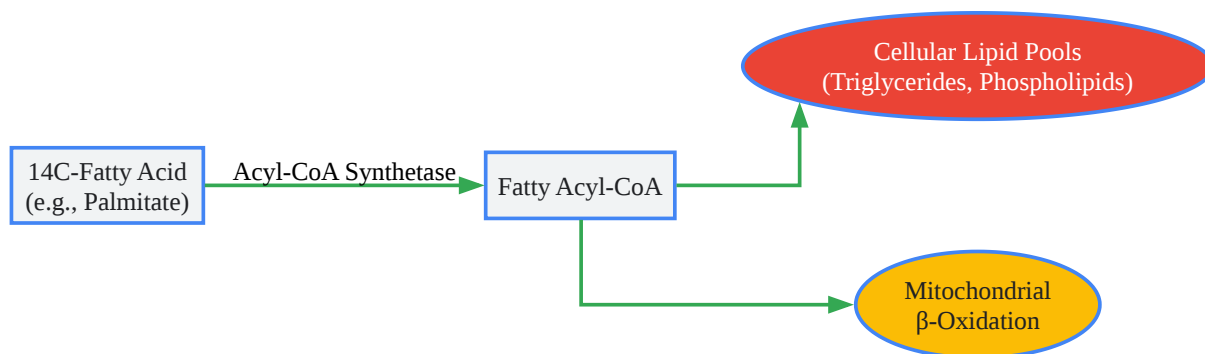 Cellular Lipid Pools
(Triglycerides, Phospholipids)
14C-Fatty Acid
(e.g., Palmitate)
Acyl-CoA Synthetase
Fatty Acyl-CoA
Mitochondrial
β-Oxidation